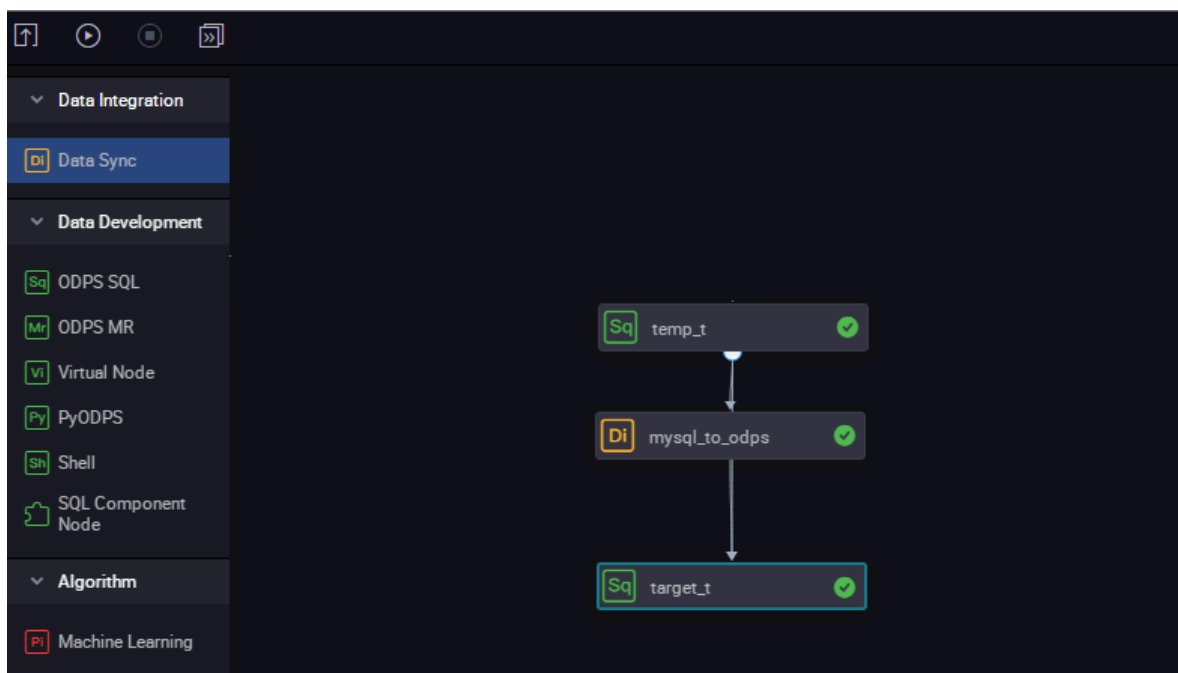 Data Integration
Di Data Sync
Data Development
Sq ODPS SQL
Mr ODPS MR
Vi Virtual Node
Py PyODPS
Sh Shell
SQL Component
Node
Algorithm
Pi Machine Learning
Sq temp_t
Di mysql_to_odps
Sq target_t